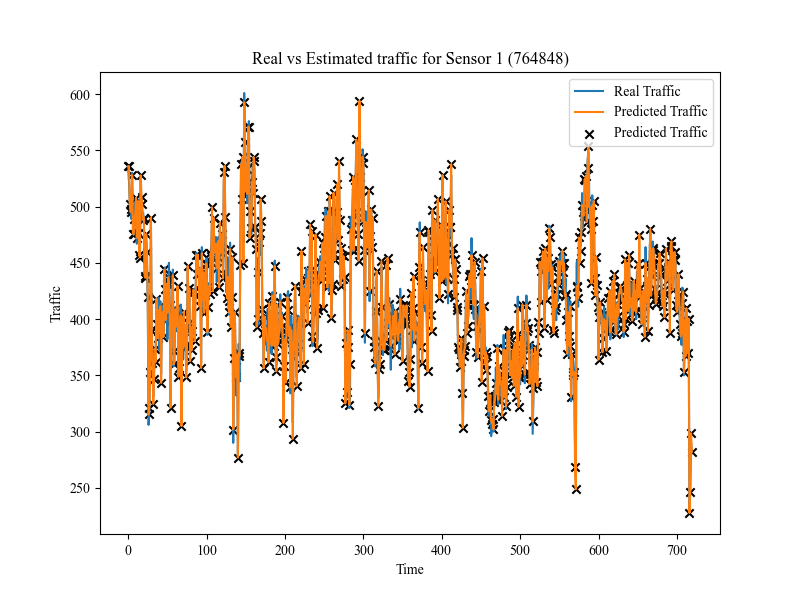 Real vs Estimated traffic for Sensor 1 (764848)
Real Traffic
Predicted Traffic
Predicted Traffic
600
550
500
450
400
350
300
250
Traffic
0 100 200 300 400 500 600 700
Time